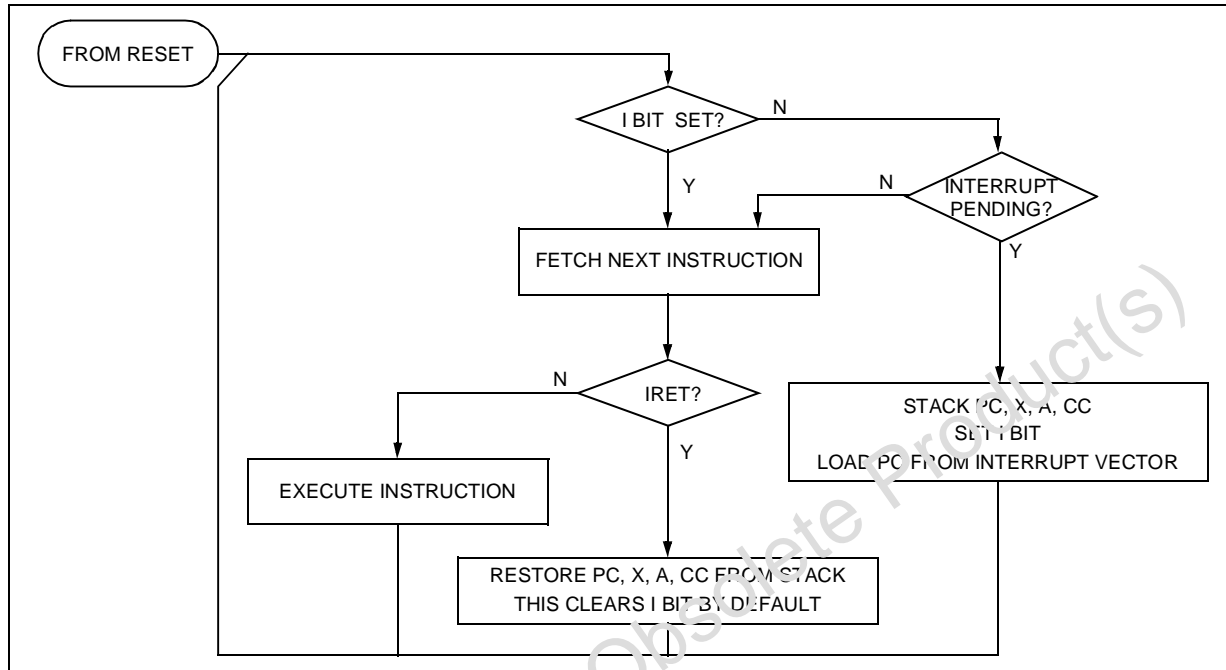 FROM RESET
I BIT SET?
N
Y
N
INTERRUPT
PENDING?
Y
FETCH NEXT INSTRUCTION
N
IRET?
Y
STACK PC, X, A, CC
SET I BIT
LOAD PC FROM INTERRUPT VECTOR
EXECUTE INSTRUCTION
RESTORE PC, X, A, CC FROM STACK
THIS CLEARS I BIT BY DEFAULT
Obsolete Product(s)